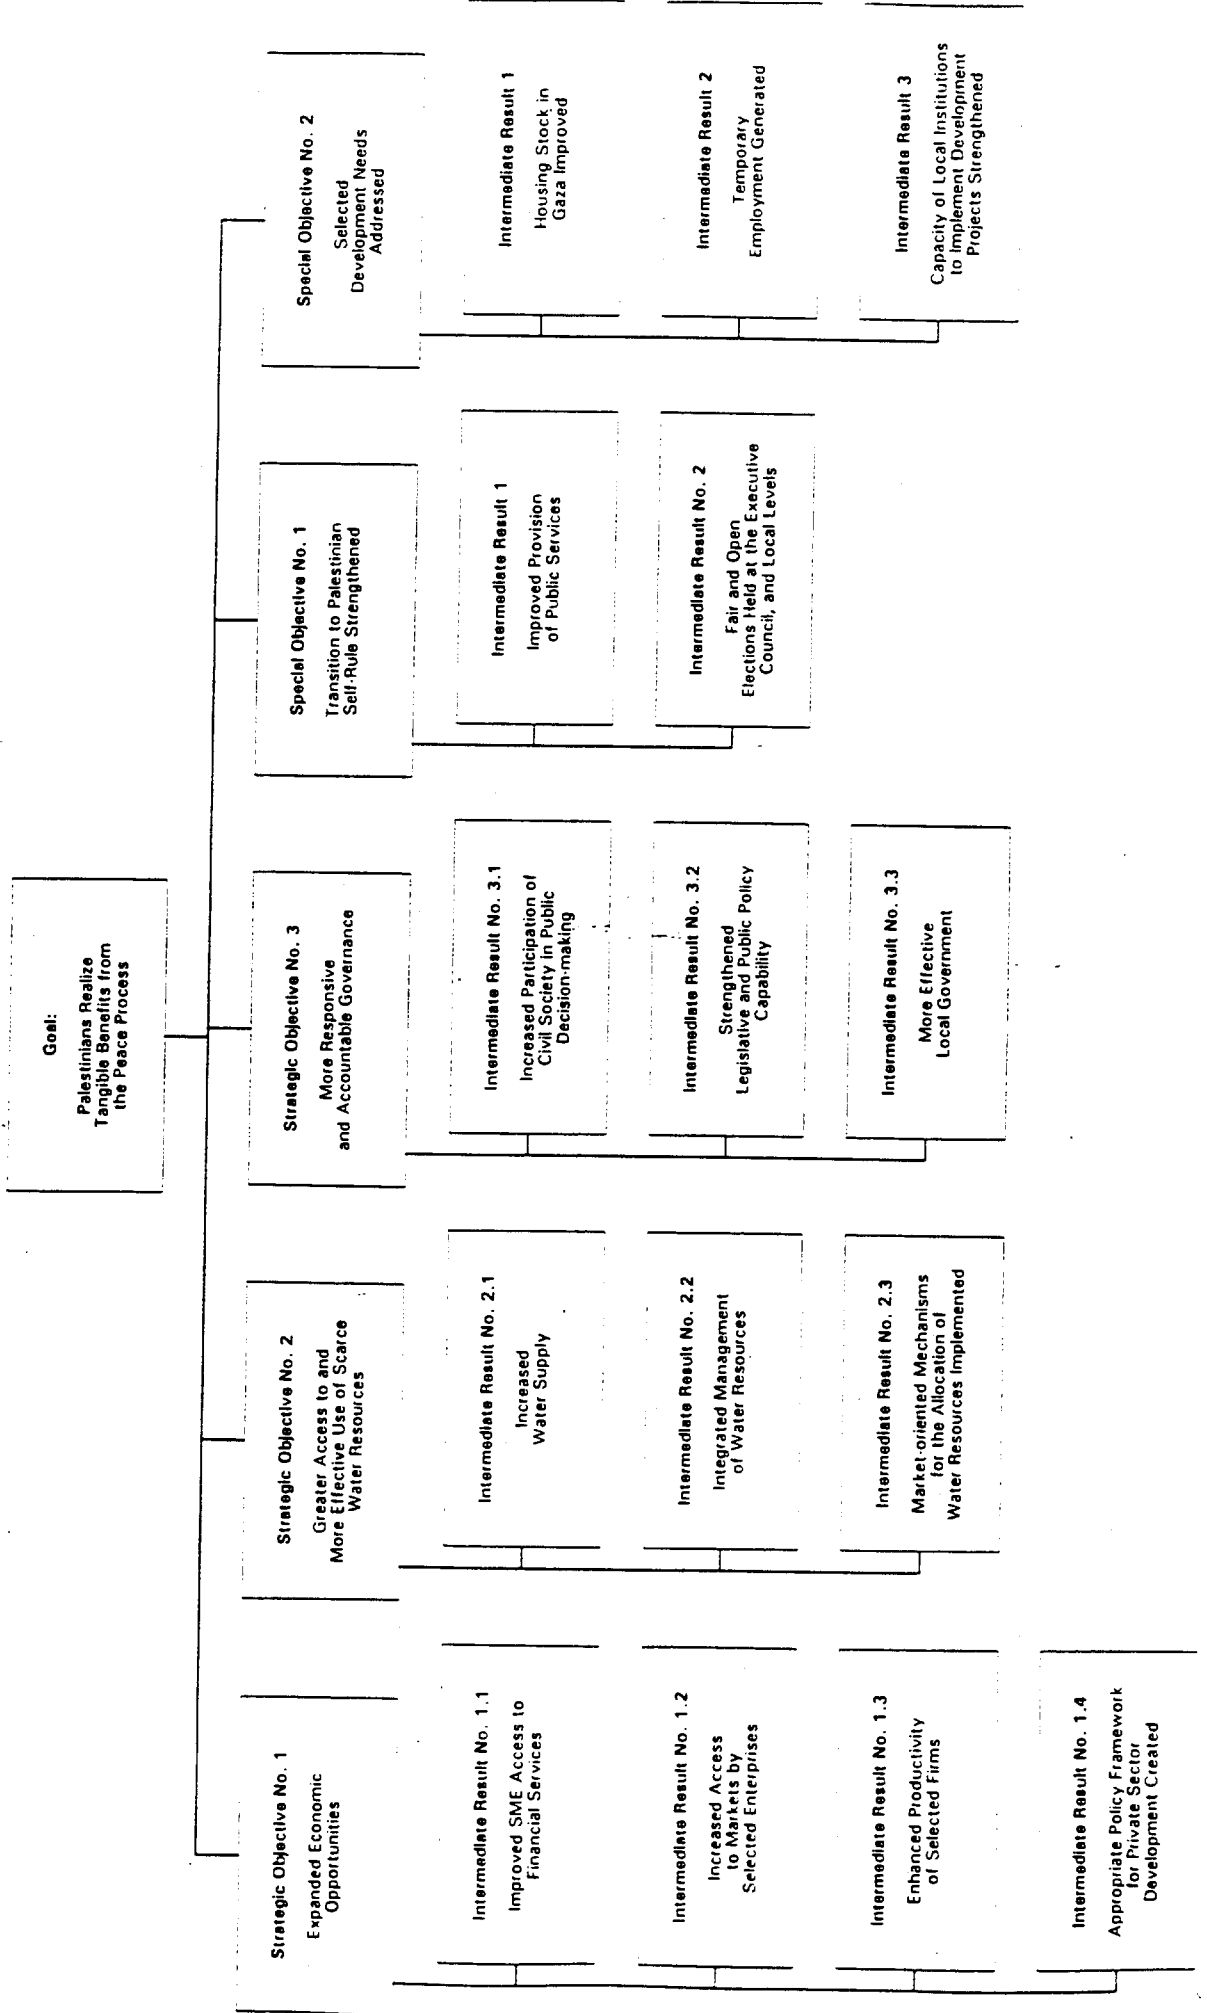 Goal:
Palestinians Realize
Tangible Benefits from
the Peace Process
Strategic Objective No. 1
Expanded Economic
Opportunities
Intermediate Result No. 1.1
Improved SME Access to
Financial Services
Intermediate Result No. 1.2
Increased Access
to Markets by
Selected Enterprises
Intermediate Result No. 1.3
Enhanced Productivity
of Selected Firms
Intermediate Result No. 1.4
Appropriate Policy Framework
for Private Sector
Development Created
Strategic Objective No. 2
Greater Access to and
More Effective Use of Scarce
Water Resources
Intermediate Result No. 2.1
Increased
Water Supply
Intermediate Result No. 2.2
Integrated Management
of Water Resources
Intermediate Result No. 2.3
Market-oriented Mechanisms
for the Allocation of
Water Resources Implemented
Strategic Objective No. 3
More Responsive
and Accountable Governance
Intermediate Result No. 3.1
Increased Participation of
Civil Society in Public
Decision-making
Intermediate Result No. 3.2
Strengthened
Legislative and Public Policy
Capability
Intermediate Result No. 3.3
More Effective
Local Government
Special Objective No. 1
Transition to Palestinian
Self-Rule Strengthened
Intermediate Result 1
Improved Provision
of Public Services
Intermediate Result No. 2
Fair and Open
Elections Held at the Executive
Council, and Local Levels
Special Objective No. 2
Selected
Development Needs
Addressed
Intermediate Result 1
Housing Stock in
Gaza Improved
Intermediate Result 2
Temporary
Employment Generated
Intermediate Result 3
Capacity of Local Institutions
to Implement Development
Projects Strengthened